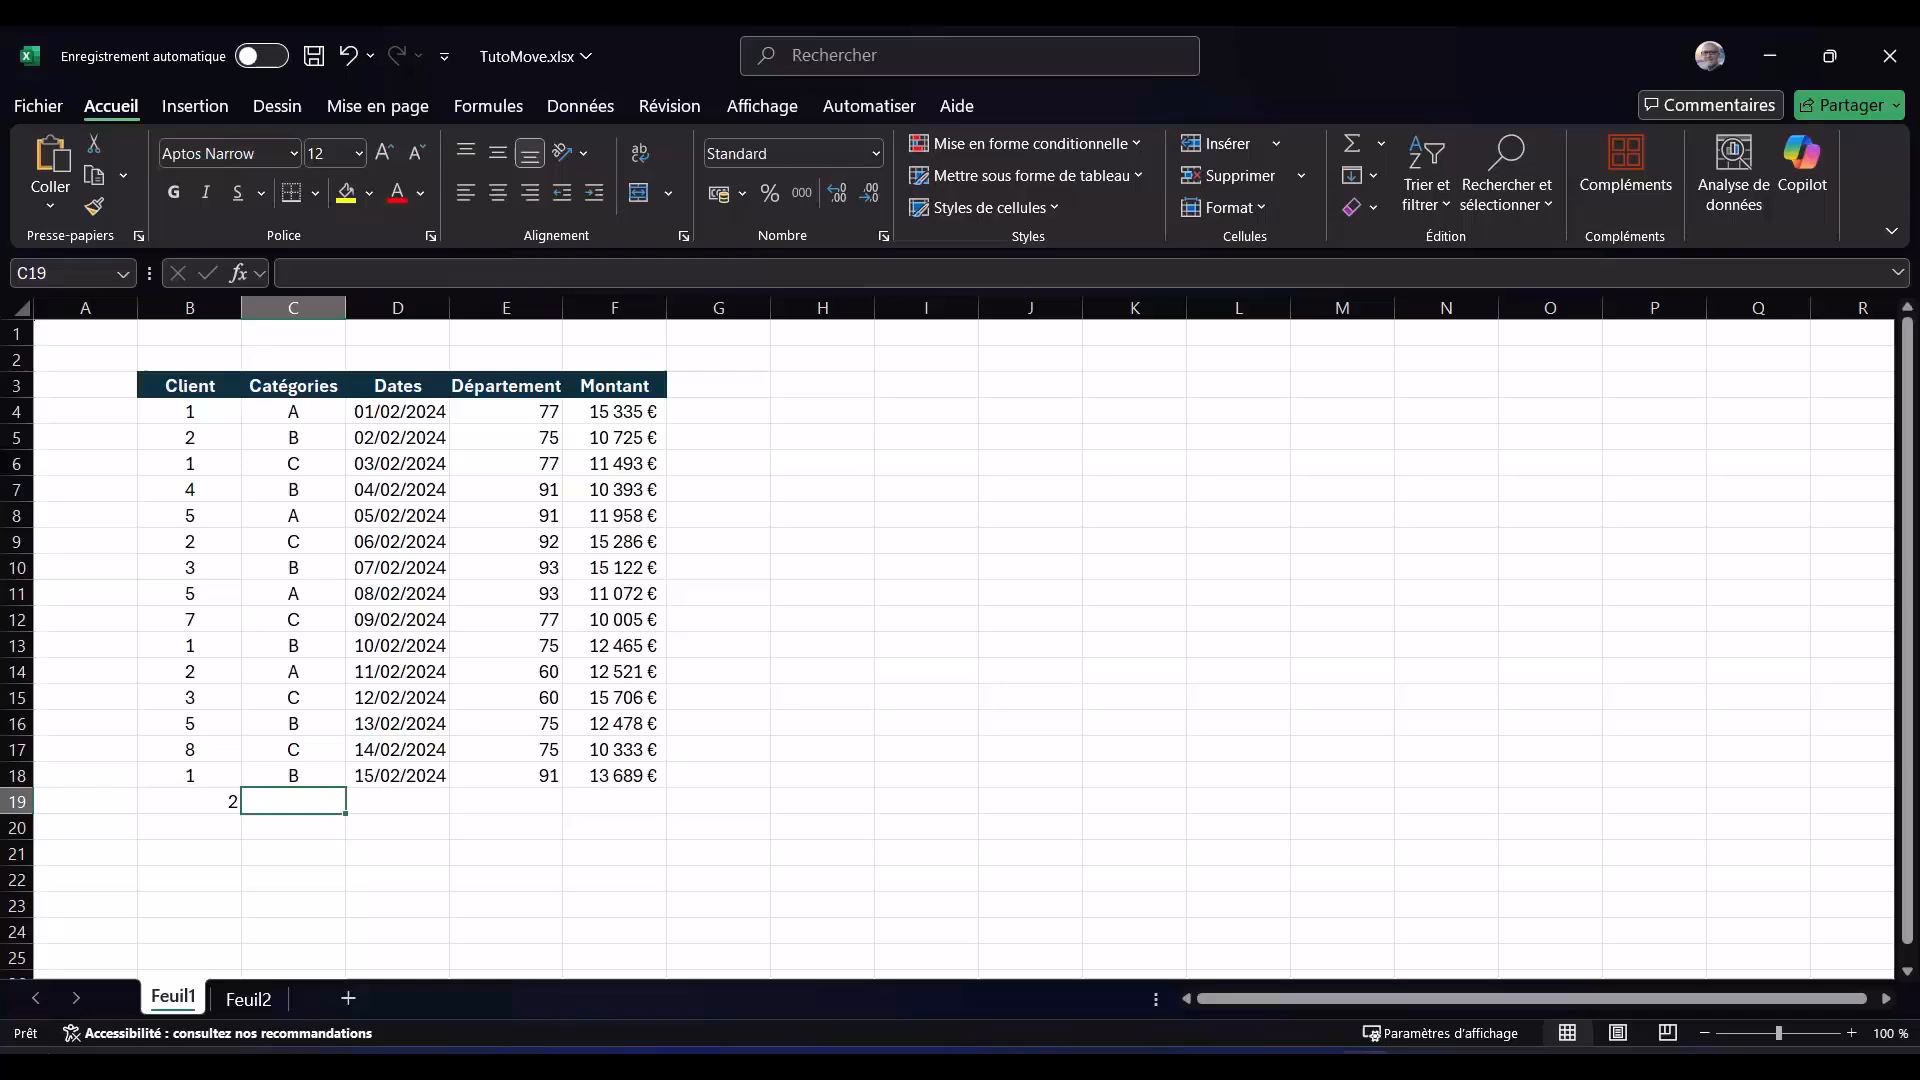 Enregistrement automatique
TutoMove.xlsx
Rechercher
Fichier Accueil Insertion Dessin Mise en page Formules Données Révision Affichage Automatiser Aide
Commentaires Partager
Coller
Presse-papiers
Aptos Narrow 12
G I S
Police
Alignement
Standard
% 000
Nombre
Mise en forme conditionnelle
Mettre sous forme de tableau
Styles de cellules
Styles
Insérer
Supprimer
Format
Cellules
Trier et filtrer
Rechercher et sélectionner
Édition
Compléments
Compléments
Analyse de données
Copilot
C19 fx
A B C D E F G H I J K L M N O P Q R
1
2
3 Client Catégories Dates Département Montant
4 1 A 01/02/2024 77 15 335 €
5 2 B 02/02/2024 75 10 725 €
6 1 C 03/02/2024 77 11 493 €
7 4 B 04/02/2024 91 10 393 €
8 5 A 05/02/2024 91 11 958 €
9 2 C 06/02/2024 92 15 286 €
10 3 B 07/02/2024 93 15 122 €
11 5 A 08/02/2024 93 11 072 €
12 7 C 09/02/2024 77 10 005 €
13 1 B 10/02/2024 75 12 465 €
14 2 A 11/02/2024 60 12 521 €
15 3 C 12/02/2024 60 15 706 €
16 5 B 13/02/2024 75 12 478 €
17 8 C 14/02/2024 75 10 333 €
18 1 B 15/02/2024 91 13 689 €
19 2
20
21
22
23
24
25
Feuil1 Feuil2
Prêt Accessibilité : consultez nos recommandations Paramètres d'affichage 100 %